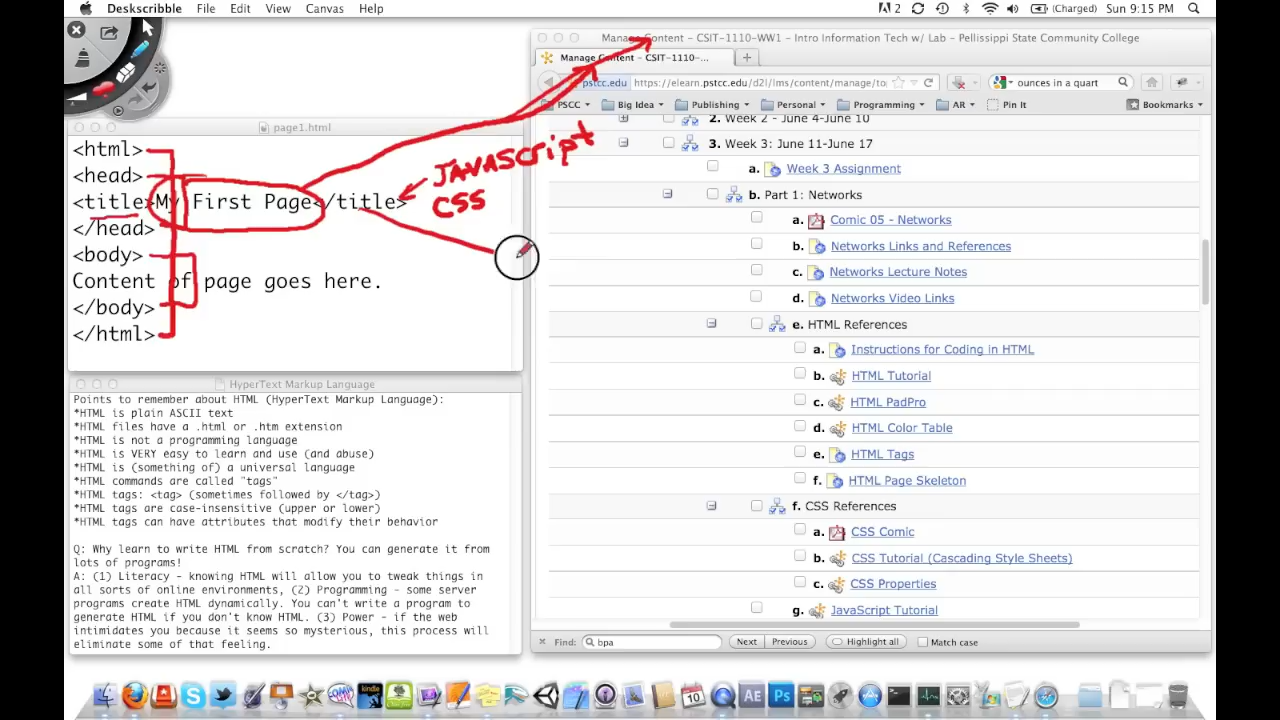 Deskscribble File Edit View Canvas Help
2 (Charged) Sun 9:15 PM
Manage Content - CSIT-1110-WW1 - Intro Information Tech w/ Lab - Pellissippi State Community College
Manage Content - CSIT-1110-...
pstcc.edu https://elearn.pstcc.edu/d2l/lms/content/manage/to
ounces in a quart
PSCC Big Idea Publishing Personal Programming AR Pin It Bookmarks
page1.html
<html>
<head>
<title>My First Page</title>
</head>
<body>
Content of page goes here.
</body>
</html>
JAVAScript
CSS
HyperText Markup Language
Points to remember about HTML (HyperText Markup Language):
*HTML is plain ASCII text
*HTML files have a .html or .htm extension
*HTML is not a programming language
*HTML is VERY easy to learn and use (and abuse)
*HTML is (something of) a universal language
*HTML commands are called "tags"
*HTML tags: <tag> (sometimes followed by </tag>)
*HTML tags are case-insensitive (upper or lower)
*HTML tags can have attributes that modify their behavior
Q: Why learn to write HTML from scratch? You can generate it from
lots of programs!
A: (1) Literacy - knowing HTML will allow you to tweak things in
all sorts of online environments, (2) Programming - some server
programs create HTML dynamically. You can't write a program to
generate HTML if you don't know HTML. (3) Power - if the web
intimidates you because it seems so mysterious, this process will
eliminate some of that feeling.
2. Week 2 - June 4-June 10
3. Week 3: June 11-June 17
a. Week 3 Assignment
b. Part 1: Networks
a. Comic 05 - Networks
b. Networks Links and References
c. Networks Lecture Notes
d. Networks Video Links
e. HTML References
a. Instructions for Coding in HTML
b. HTML Tutorial
c. HTML PadPro
d. HTML Color Table
e. HTML Tags
f. HTML Page Skeleton
f. CSS References
a. CSS Comic
b. CSS Tutorial (Cascading Style Sheets)
c. CSS Properties
g. JavaScript Tutorial
Find: bpa Next Previous Highlight all Match case
kindle 10 AE Ps